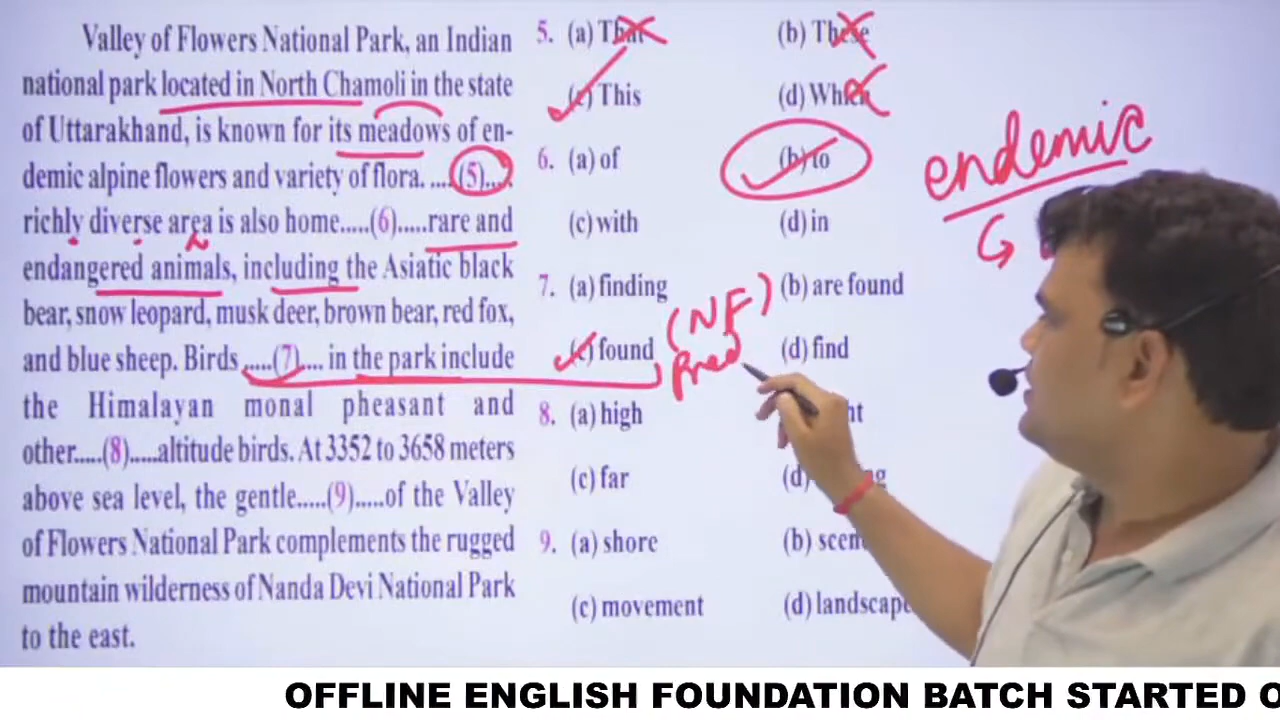 Valley of Flowers National Park, an Indian
national park located in North Chamoli in the state
of Uttarakhand, is known for its meadows of en-
demic alpine flowers and variety of flora. ....(5)....
richly diverse area is also home.....(6).....rare and
endangered animals, including the Asiatic black
bear, snow leopard, musk deer, brown bear, red fox,
and blue sheep. Birds .....(7).... in the park include
the Himalayan monal pheasant and
other.....(8).....altitude birds. At 3352 to 3658 meters
above sea level, the gentle.....(9).....of the Valley
of Flowers National Park complements the rugged
mountain wilderness of Nanda Devi National Park
to the east.
5. (a) That (b) These
(c) This (d) Which
6. (a) of (b) to
(c) with (d) in
7. (a) finding (b) are found
(c) found (d) find
8. (a) high
(c) far (d)
9. (a) shore (b)
(c) movement (d) landscape
endemic
(NF)
OFFLINE ENGLISH FOUNDATION BATCH STARTED